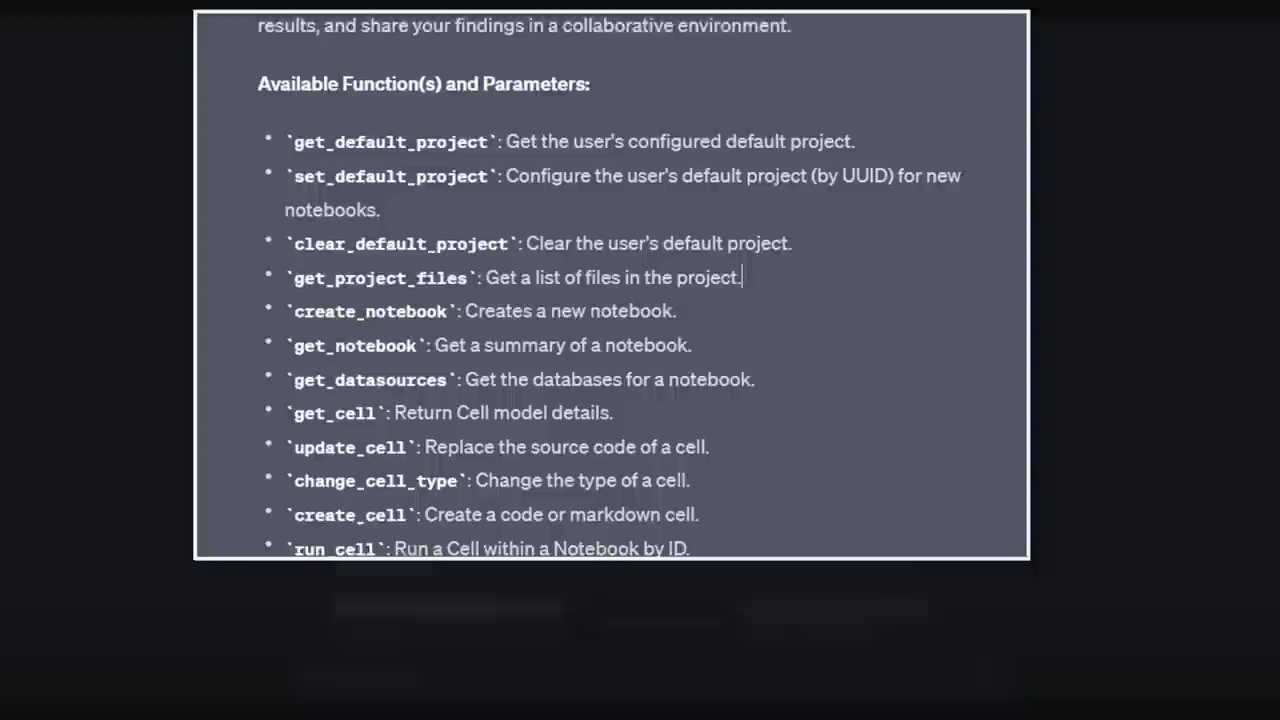 results, and share your findings in a collaborative environment.
Available Function(s) and Parameters:
• `get_default_project`: Get the user's configured default project.
• `set_default_project`: Configure the user's default project (by UUID) for new
notebooks.
• `clear_default_project`: Clear the user's default project.
• `get_project_files`: Get a list of files in the project.
• `create_notebook`: Creates a new notebook.
• `get_notebook`: Get a summary of a notebook.
• `get_datasources`: Get the databases for a notebook.
• `get_cell`: Return Cell model details.
• `update_cell`: Replace the source code of a cell.
• `change_cell_type`: Change the type of a cell.
• `create_cell`: Create a code or markdown cell.
• `run_cell`: Run a Cell within a Notebook by ID.